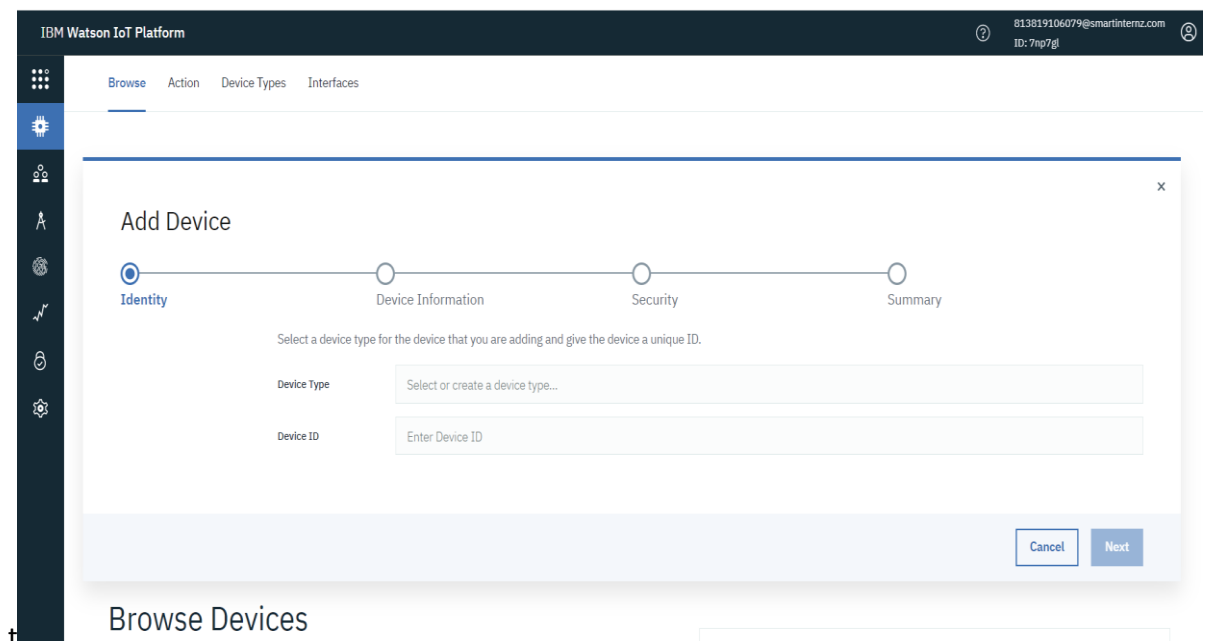 IBM Watson IoT Platform
813819106079@smartinternz.com
ID: 7np7gl
Browse Action Device Types Interfaces
x
Add Device
Identity Device Information Security Summary
Select a device type for the device that you are adding and give the device a unique ID.
Device Type Select or create a device type...
Device ID Enter Device ID
Cancel Next
Browse Devices
t